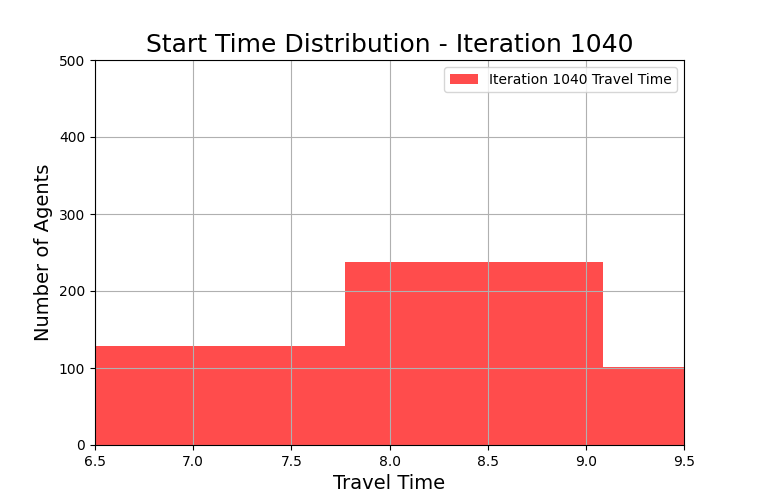 Start Time Distribution - Iteration 1040
Iteration 1040 Travel Time
Number of Agents
500
400
300
200
100
0
6.5 7.0 7.5 8.0 8.5 9.0 9.5
Travel Time